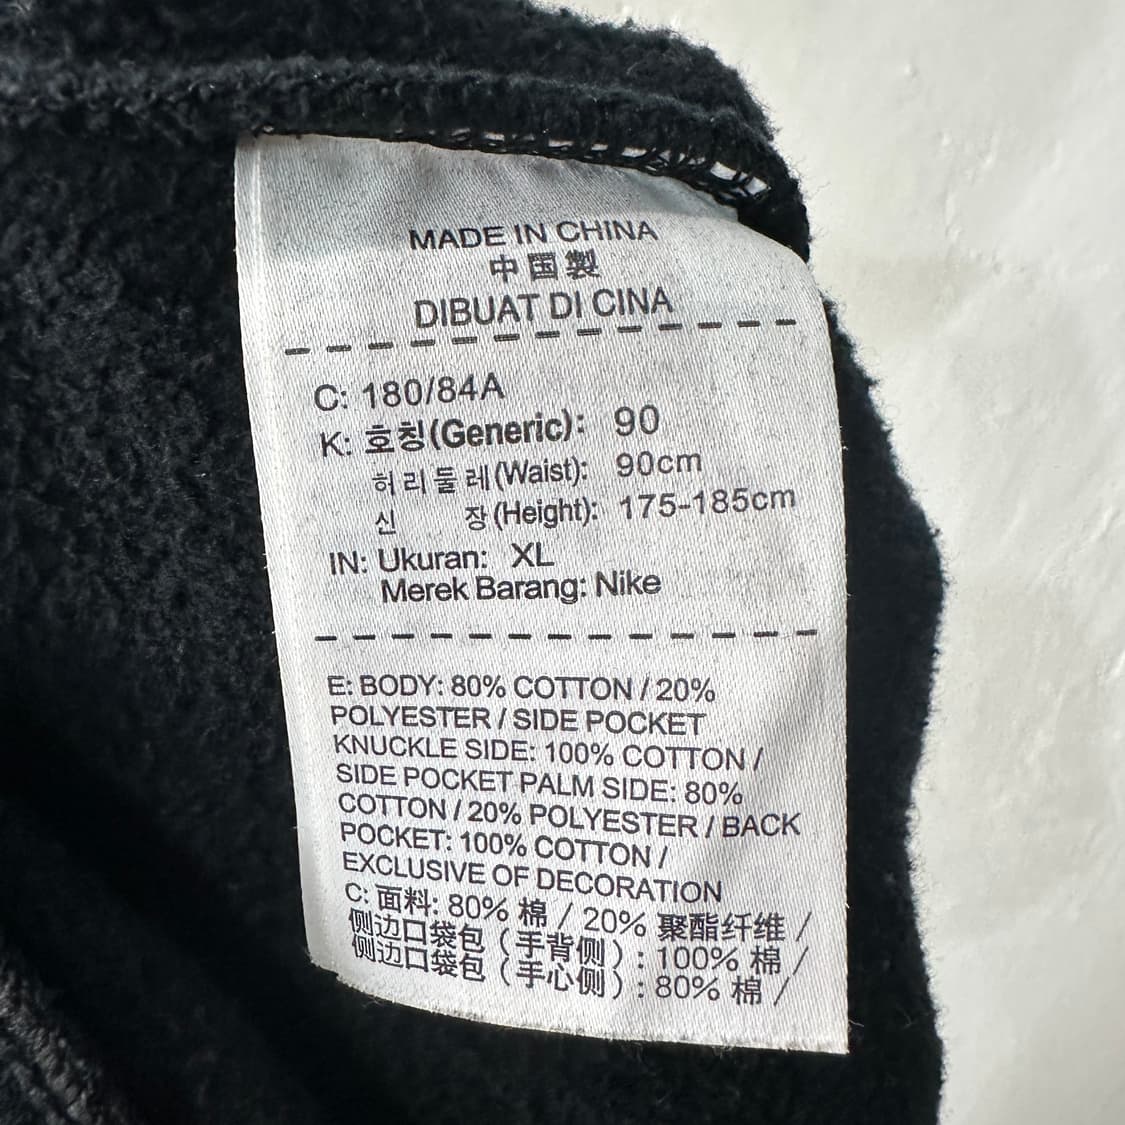 MADE IN CHINA
中国製
DIBUAT DI CINA
C: 180/84A
K: 호칭(Generic): 90
허리둘레(Waist): 90cm
신 장(Height): 175-185cm
IN: Ukuran: XL
Merek Barang: Nike
E: BODY: 80% COTTON / 20%
POLYESTER / SIDE POCKET
KNUCKLE SIDE: 100% COTTON /
SIDE POCKET PALM SIDE: 80%
COTTON / 20% POLYESTER / BACK
POCKET: 100% COTTON /
EXCLUSIVE OF DECORATION
C: 面料: 80% 棉 / 20% 聚酯纤维 /
侧边口袋包 (手背侧) : 100% 棉 /
侧边口袋包 (手心侧) : 80% 棉 /